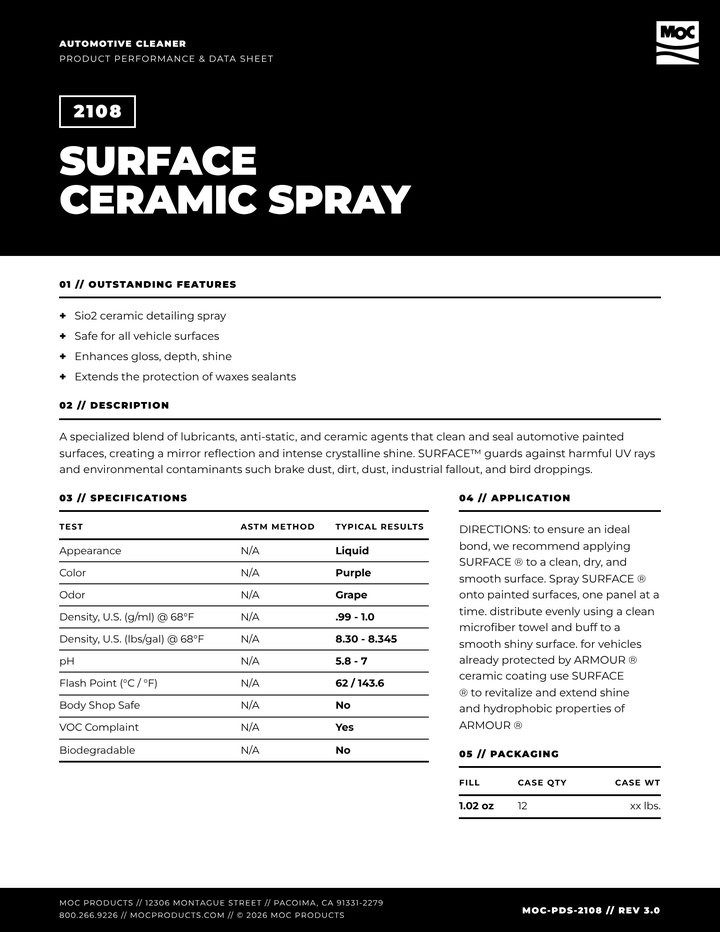 AUTOMOTIVE CLEANER
PRODUCT PERFORMANCE & DATA SHEET
MOC
2108
SURFACE
CERAMIC SPRAY
01 // OUTSTANDING FEATURES
+ Sio2 ceramic detailing spray
+ Safe for all vehicle surfaces
+ Enhances gloss, depth, shine
+ Extends the protection of waxes sealants
02 // DESCRIPTION
A specialized blend of lubricants, anti-static, and ceramic agents that clean and seal automotive painted
surfaces, creating a mirror reflection and intense crystalline shine. SURFACE™ guards against harmful UV rays
and environmental contaminants such brake dust, dirt, dust, industrial fallout, and bird droppings.
03 // SPECIFICATIONS
TEST ASTM METHOD TYPICAL RESULTS
Appearance N/A Liquid
Color N/A Purple
Odor N/A Grape
Density, U.S. (g/ml) @ 68°F N/A .99 - 1.0
Density, U.S. (lbs/gal) @ 68°F N/A 8.30 - 8.345
pH N/A 5.8 - 7
Flash Point (°C / °F) N/A 62 / 143.6
Body Shop Safe N/A No
VOC Complaint N/A Yes
Biodegradable N/A No
04 // APPLICATION
DIRECTIONS: to ensure an ideal
bond, we recommend applying
SURFACE ® to a clean, dry, and
smooth surface. Spray SURFACE ®
onto painted surfaces, one panel at a
time. distribute evenly using a clean
microfiber towel and buff to a
smooth shiny surface. for vehicles
already protected by ARMOUR ®
ceramic coating use SURFACE
® to revitalize and extend shine
and hydrophobic properties of
ARMOUR ®
05 // PACKAGING
FILL CASE QTY CASE WT
1.02 oz 12 xx lbs.
MOC PRODUCTS // 12306 MONTAGUE STREET // PACOIMA, CA 91331-2279
800.266.9226 // MOCPRODUCTS.COM // © 2026 MOC PRODUCTS
MOC-PDS-2108 // REV 3.0